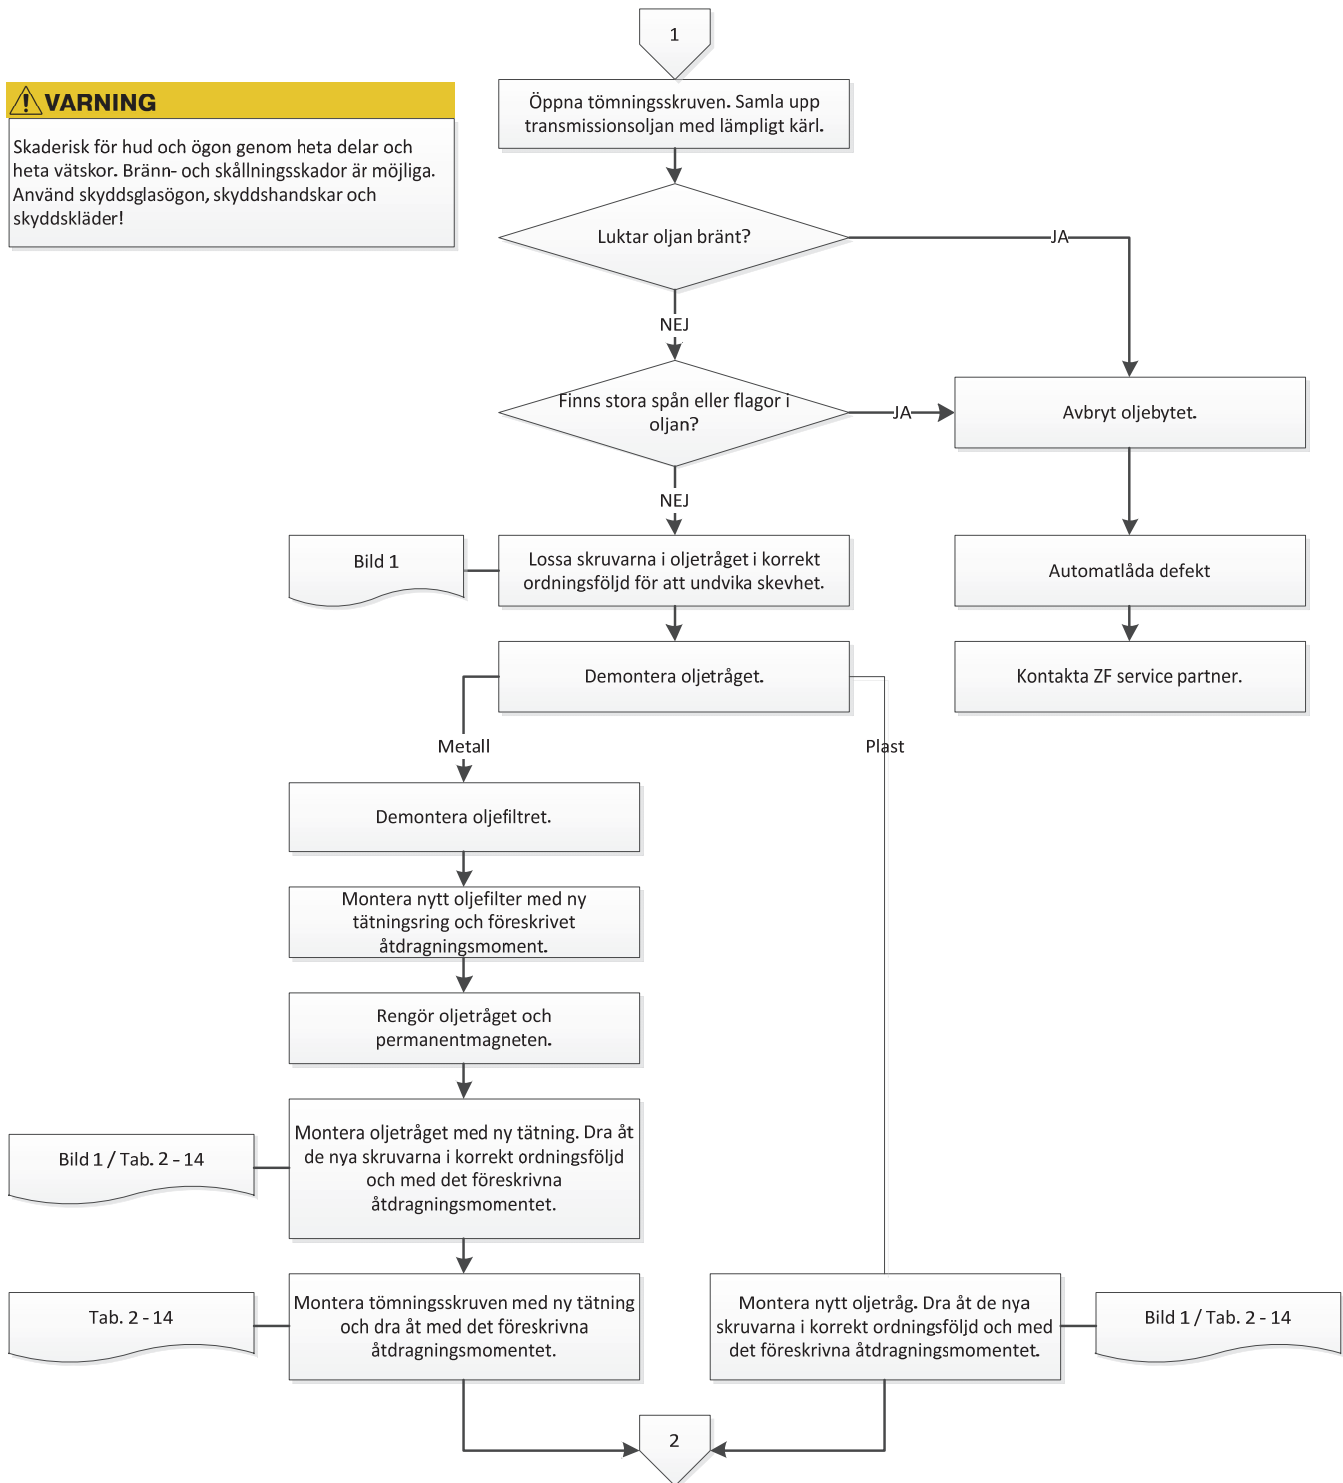 1
VARNING
Skaderisk för hud och ögon genom heta delar och
heta vätskor. Bränn- och skållningsskador är möjliga.
Använd skyddsglasögon, skyddshandskar och
skyddskläder!
Öppna tömningsskruven. Samla upp
transmissionsoljan med lämpligt kärl.
Luktar oljan bränt?
JA
NEJ
Finns stora spån eller flagor i
oljan?
JA
Avbryt oljebytet.
NEJ
Bild 1
Lossa skruvarna i oljetråget i korrekt
ordningsföljd för att undvika skevhet.
Automatlåda defekt
Demontera oljetråget.
Kontakta ZF service partner.
Metall
Plast
Demontera oljefiltret.
Montera nytt oljefilter med ny
tätningsring och föreskrivet
åtdragningsmoment.
Rengör oljetråget och
permanentmagneten.
Bild 1 / Tab. 2 - 14
Montera oljetråget med ny tätning. Dra åt
de nya skruvarna i korrekt ordningsföljd
och med det föreskrivna
åtdragningsmomentet.
Tab. 2 - 14
Montera tömningsskruven med ny tätning
och dra åt med det föreskrivna
åtdragningsmomentet.
Montera nytt oljetråg. Dra åt de nya
skruvarna i korrekt ordningsföljd och med
det föreskrivna åtdragningsmomentet.
Bild 1 / Tab. 2 - 14
2